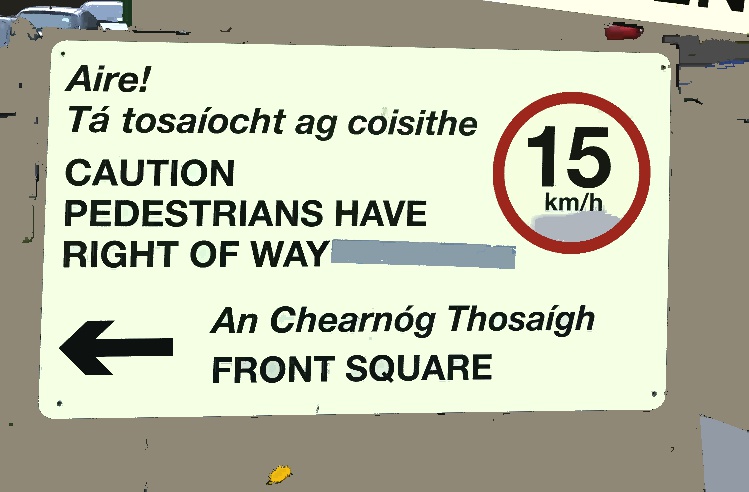 Aire!
Tá tosaíocht ag coisithe
CAUTION
PEDESTRIANS HAVE
RIGHT OF WAY
15
km/h
An Chearnóg Thosaígh
FRONT SQUARE